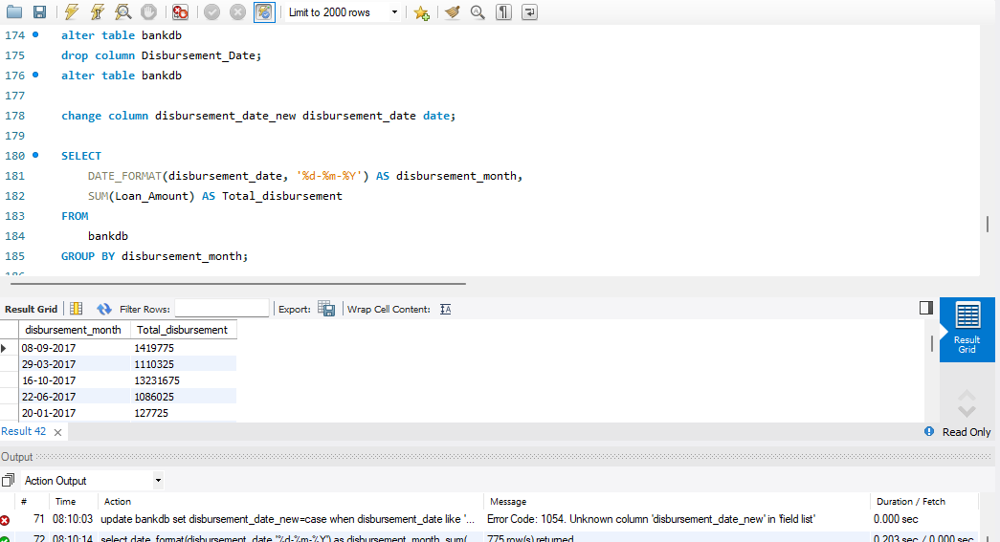 Limit to 2000 rows
174 alter table bankdb
175 drop column Disbursement_Date;
176 alter table bankdb
177
178 change column disbursement_date_new disbursement_date date;
179
180 SELECT
181 DATE_FORMAT(disbursement_date, '%d-%m-%Y') AS disbursement_month,
182 SUM(Loan_Amount) AS Total_disbursement
183 FROM
184 bankdb
185 GROUP BY disbursement_month;
Result Grid Filter Rows: Export: Wrap Cell Content:
disbursement_month Total_disbursement
08-09-2017 1419775
29-03-2017 1110325
16-10-2017 13231675
22-06-2017 1086025
20-01-2017 127725
Result
Grid
Result 42 Read Only
Output
Action Output
# Time Action Message Duration / Fetch
71 08:10:03 update bankdb set disbursement_date_new=case when disbursement_date like '... Error Code: 1054. Unknown column 'disbursement_date_new' in 'field list' 0.000 sec
72 08:10:14 select date_format(disbursement_date,'%d-%m-%Y') as disbursement_month, sum( 775 row(s) returned 0.203 sec / 0.000 sec